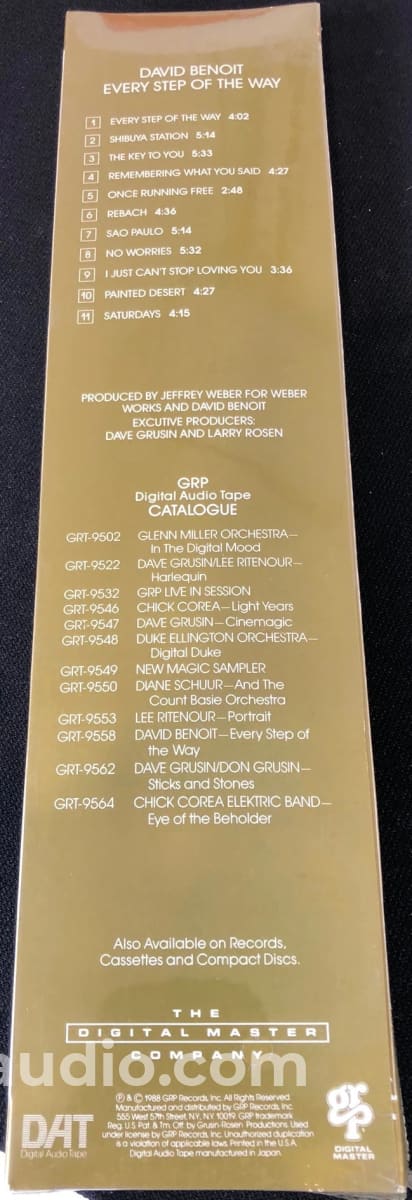 DAVID BENOIT
EVERY STEP OF THE WAY
1 EVERY STEP OF THE WAY 4:02
2 SHIBUYA STATION 5:14
3 THE KEY TO YOU 5:33
4 REMEMBERING WHAT YOU SAID 4:27
5 ONCE RUNNING FREE 2:48
6 REBACH 4:36
7 SAO PAULO 5:14
8 NO WORRIES 5:32
9 I JUST CAN'T STOP LOVING YOU 3:36
10 PAINTED DESERT 4:27
11 SATURDAYS 4:15
PRODUCED BY JEFFREY WEBER FOR WEBER
WORKS AND DAVID BENOIT
EXCUTIVE PRODUCERS:
DAVE GRUSIN AND LARRY ROSEN
GRP
Digital Audio Tape
CATALOGUE
GRT-9502 GLENN MILLER ORCHESTRA—
In The Digital Mood
GRT-9522 DAVE GRUSIN/LEE RITENOUR—
Harlequin
GRT-9532 GRP LIVE IN SESSION
GRT-9546 CHICK COREA—Light Years
GRT-9547 DAVE GRUSIN—Cinemagic
GRT-9548 DUKE ELLINGTON ORCHESTRA—
Digital Duke
GRT-9549 NEW MAGIC SAMPLER
GRT-9550 DIANE SCHUUR—And The
Count Basie Orchestra
GRT-9553 LEE RITENOUR—Portrait
GRT-9558 DAVID BENOIT—Every Step of
the Way
GRT-9562 DAVE GRUSIN/DON GRUSIN—
Sticks and Stones
GRT-9564 CHICK COREA ELEKTRIC BAND—
Eye of the Beholder
Also Available on Records,
Cassettes and Compact Discs.
THE
DIGITAL MASTER
COMPANY
audio.com
℗ & © 1988 GRP Records, Inc. All Rights Reserved.
Manufactured and distributed by GRP Records, Inc.
555 West 57th Street, N.Y., N.Y. 10019. GRP trademark
Reg. U.S. Pat. & Tm. Off. by Grusin-Rosen Productions. Used
under license by GRP Records, Inc. Unauthorized duplication
is a violation of applicable laws. Printed in the U.S.A.
Digital Audio Tape manufactured in Japan.
DAT
Digital Audio Tape
grp
DIGITAL
MASTER